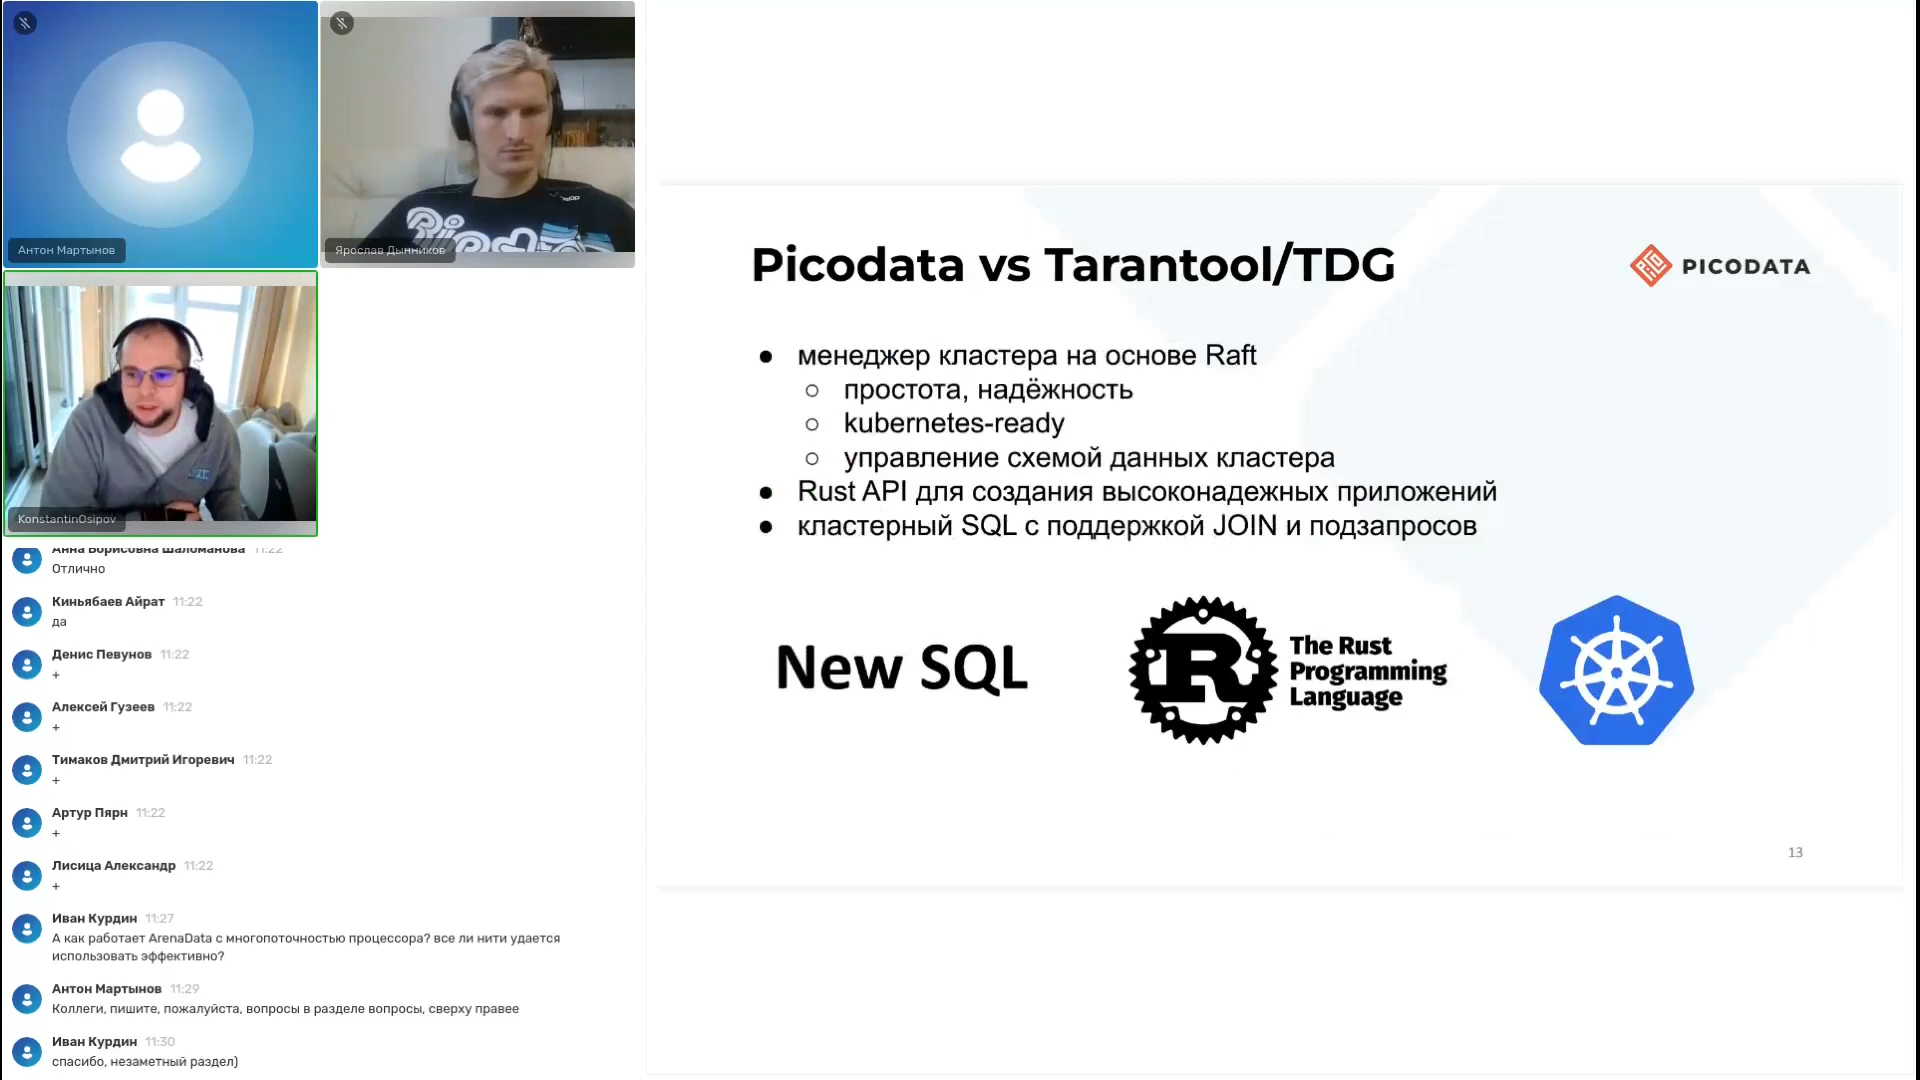 Антон Мартынов
Ярослав Дынников
KonstantinOsipov
Анна Борисовна Шаломанова 11:22
Отлично
Киньябаев Айрат 11:22
да
Денис Певунов 11:22
+
Алексей Гузеев 11:22
+
Тимаков Дмитрий Игоревич 11:22
+
Артур Пярн 11:22
+
Лисица Александр 11:22
+
Иван Курдин 11:27
А как работает ArenaData с многопоточностью процессора? все ли нити удается
использовать эффективно?
Антон Мартынов 11:29
Коллеги, пишите, пожалуйста, вопросы в разделе вопросы, сверху правее
Иван Курдин 11:30
спасибо, незаметный раздел)
Picodata vs Tarantool/TDG
PICODATA
● менеджер кластера на основе Raft
○ простота, надёжность
○ kubernetes-ready
○ управление схемой данных кластера
● Rust API для создания высоконадежных приложений
● кластерный SQL с поддержкой JOIN и подзапросов
New SQL
R
The Rust
Programming
Language
13